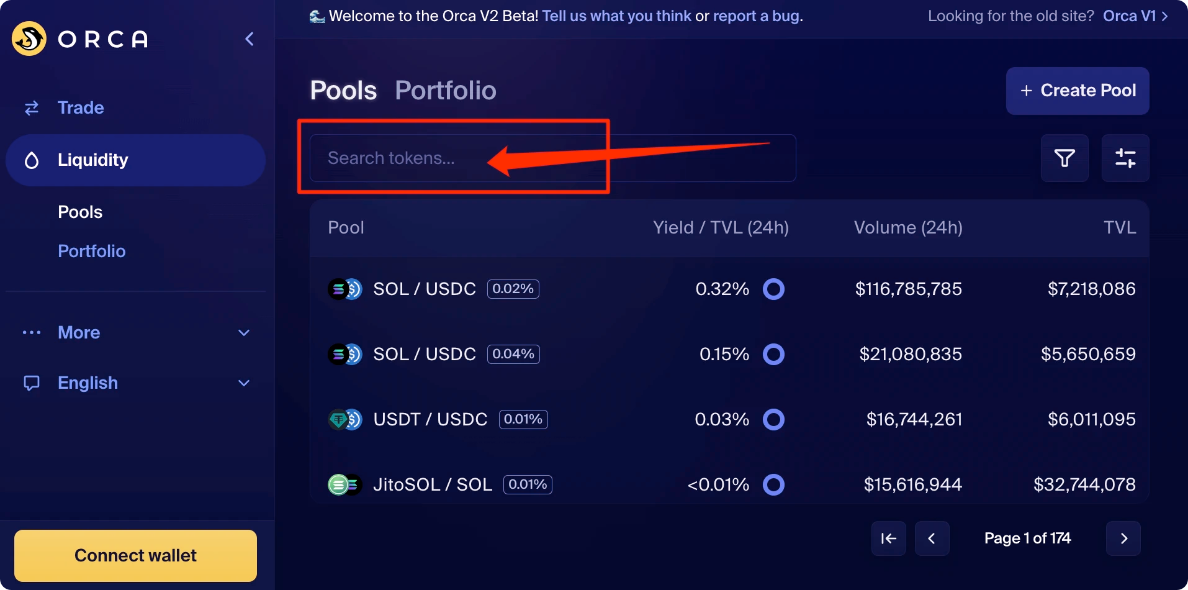 🌊 Welcome to the Orca V2 Beta! Tell us what you think or report a bug.
Looking for the old site? Orca V1 >
ORCA
Trade
Liquidity
Pools
Portfolio
More
English
Connect wallet
Pools Portfolio
+ Create Pool
Search tokens...
Pool Yield / TVL (24h) Volume (24h) TVL
SOL / USDC 0.02% 0.32% $116,785,785 $7,218,086
SOL / USDC 0.04% 0.15% $21,080,835 $5,650,659
USDT / USDC 0.01% 0.03% $16,744,261 $6,011,095
JitoSOL / SOL 0.01% <0.01% $15,616,944 $32,744,078
Page 1 of 174